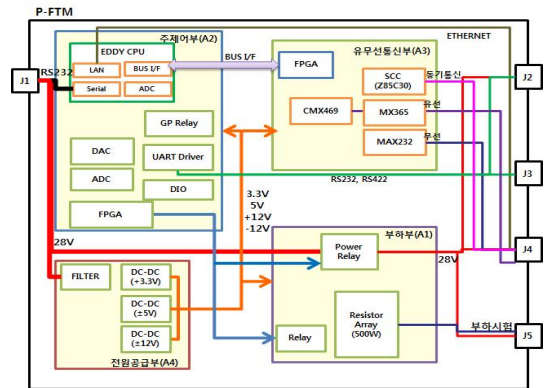 P-FTM
주제어부(A2)
EDDY CPU
LAN
BUS I/F
Serial
ADC
GP Relay
DAC
UART Driver
ADC
DIO
FPGA
BUS I/F
유무선통신부(A3)
FPGA
SCC
(Z85C30)
CMX469
MX365
MAX232
ETHERNET
동기통신
유선
무선
RS232
J1
J2
J3
J4
J5
RS232, RS422
3.3V
5V
+12V
-12V
28V
FILTER
DC-DC
(+3.3V)
DC-DC
(±5V)
DC-DC
(±12V)
전원공급부(A4)
부하부(A1)
Power
Relay
28V
Relay
Resistor
Array
(500W)
부하시험